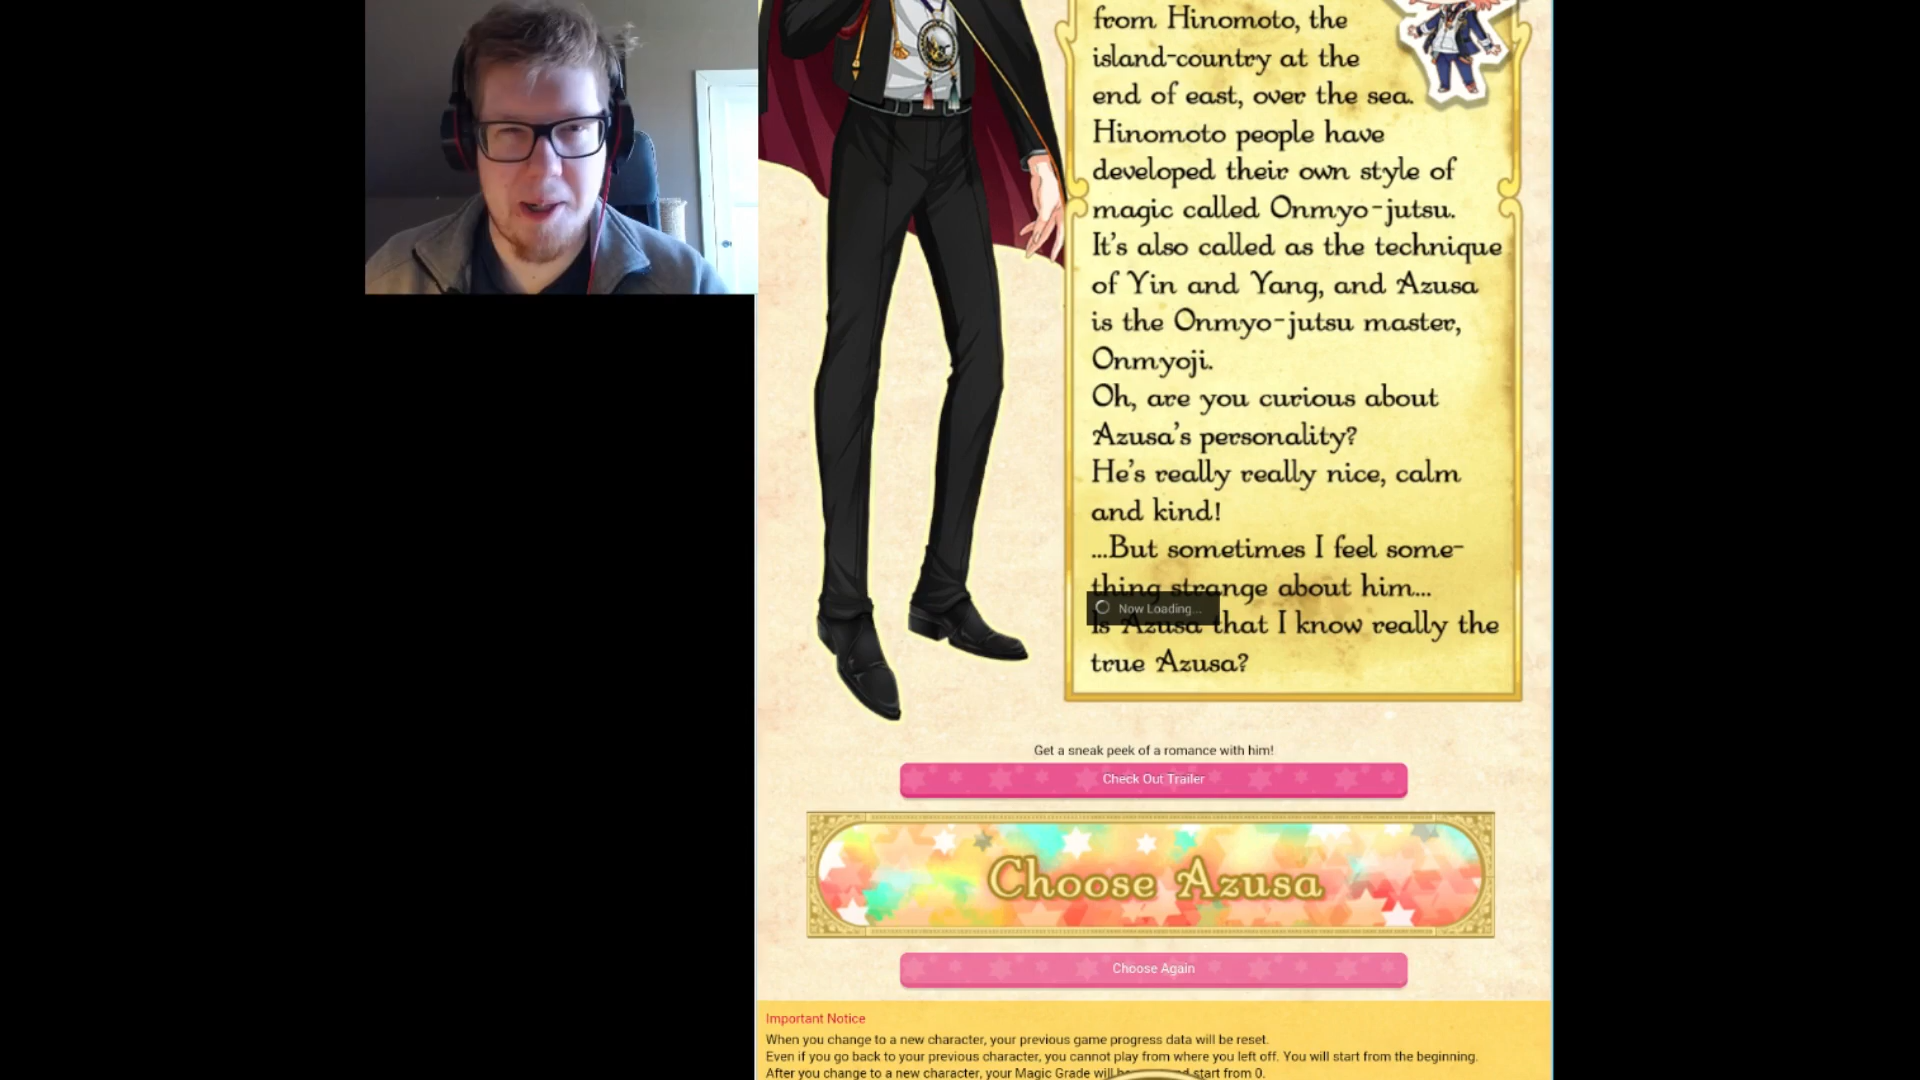 from Hinomoto, the
island-country at the
end of east, over the sea.
Hinomoto people have
developed their own style of
magic called Onmyo-jutsu.
It's also called as the technique
of Yin and Yang, and Azusa
is the Onmyo-jutsu master,
Onmyoji.
Oh, are you curious about
Azusa's personality?
He's really really nice, calm
and kind!
...But sometimes I feel some-
thing strange about him...
Now Loading...
Is Azusa that I know really the
true Azusa?
Get a sneak peek of a romance with him!
Check Out Trailer
Choose Azusa
Choose Again
Important Notice
When you change to a new character, your previous game progress data will be reset.
Even if you go back to your previous character, you cannot play from where you left off. You will start from the beginning.
After you change to a new character, your Magic Grade will start from 0.